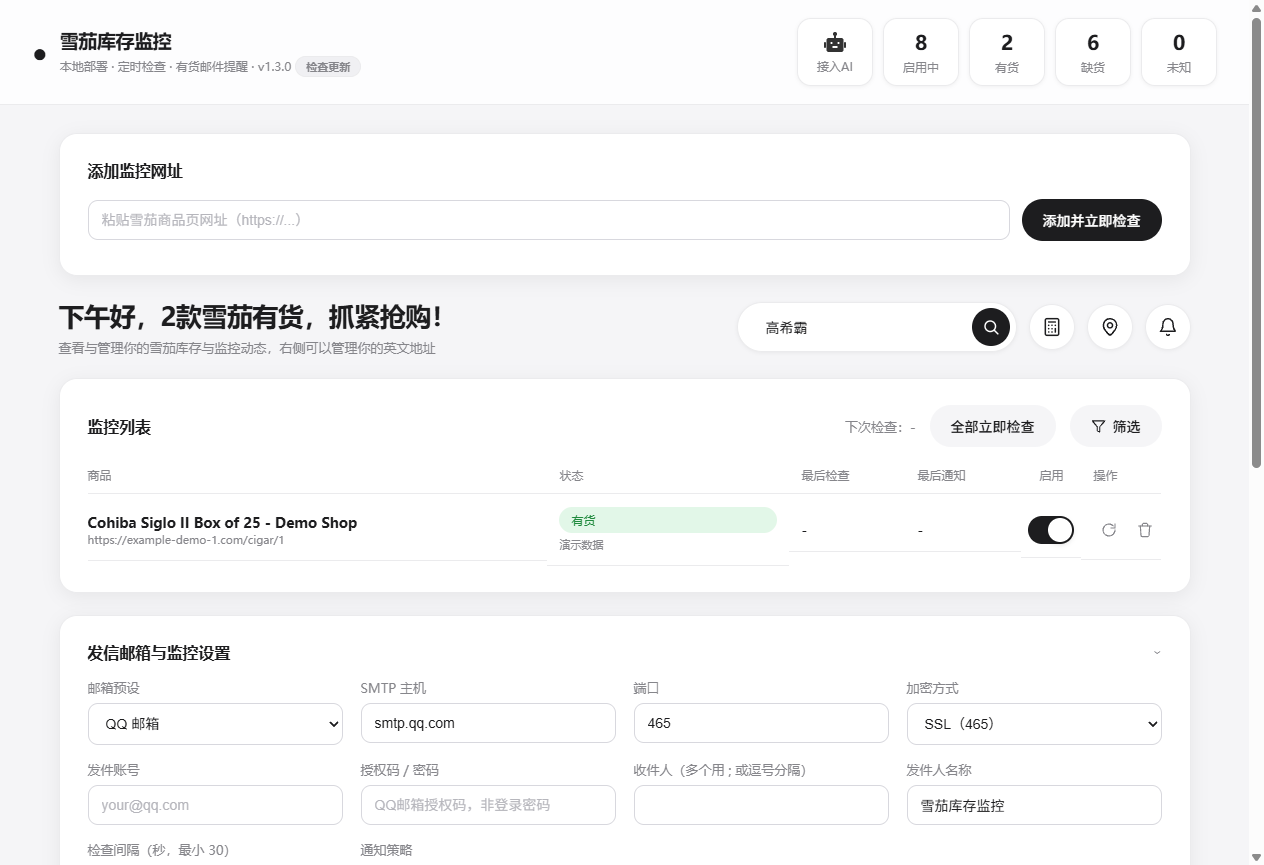 雪茄库存监控
本地部署 · 定时检查 · 有货邮件提醒 · v1.3.0 检查更新
接入AI
8
启用中
2
有货
6
缺货
0
未知
添加监控网址
粘贴雪茄商品页网址（https://...）
添加并立即检查
下午好，2款雪茄有货，抓紧抢购！
查看与管理你的雪茄库存与监控动态，右侧可以管理你的英文地址
高希霸
监控列表
下次检查：-
全部立即检查
筛选
商品 状态 最后检查 最后通知 启用 操作
Cohiba Siglo II Box of 25 - Demo Shop
https://example-demo-1.com/cigar/1
有货
演示数据
-
-
发信邮箱与监控设置
邮箱预设 SMTP 主机 端口 加密方式
QQ 邮箱 smtp.qq.com 465 SSL（465）
发件账号 授权码 / 密码 收件人（多个用 ; 或逗号分隔） 发件人名称
your@qq.com QQ邮箱授权码，非登录密码 雪茄库存监控
检查间隔（秒，最小 30） 通知策略